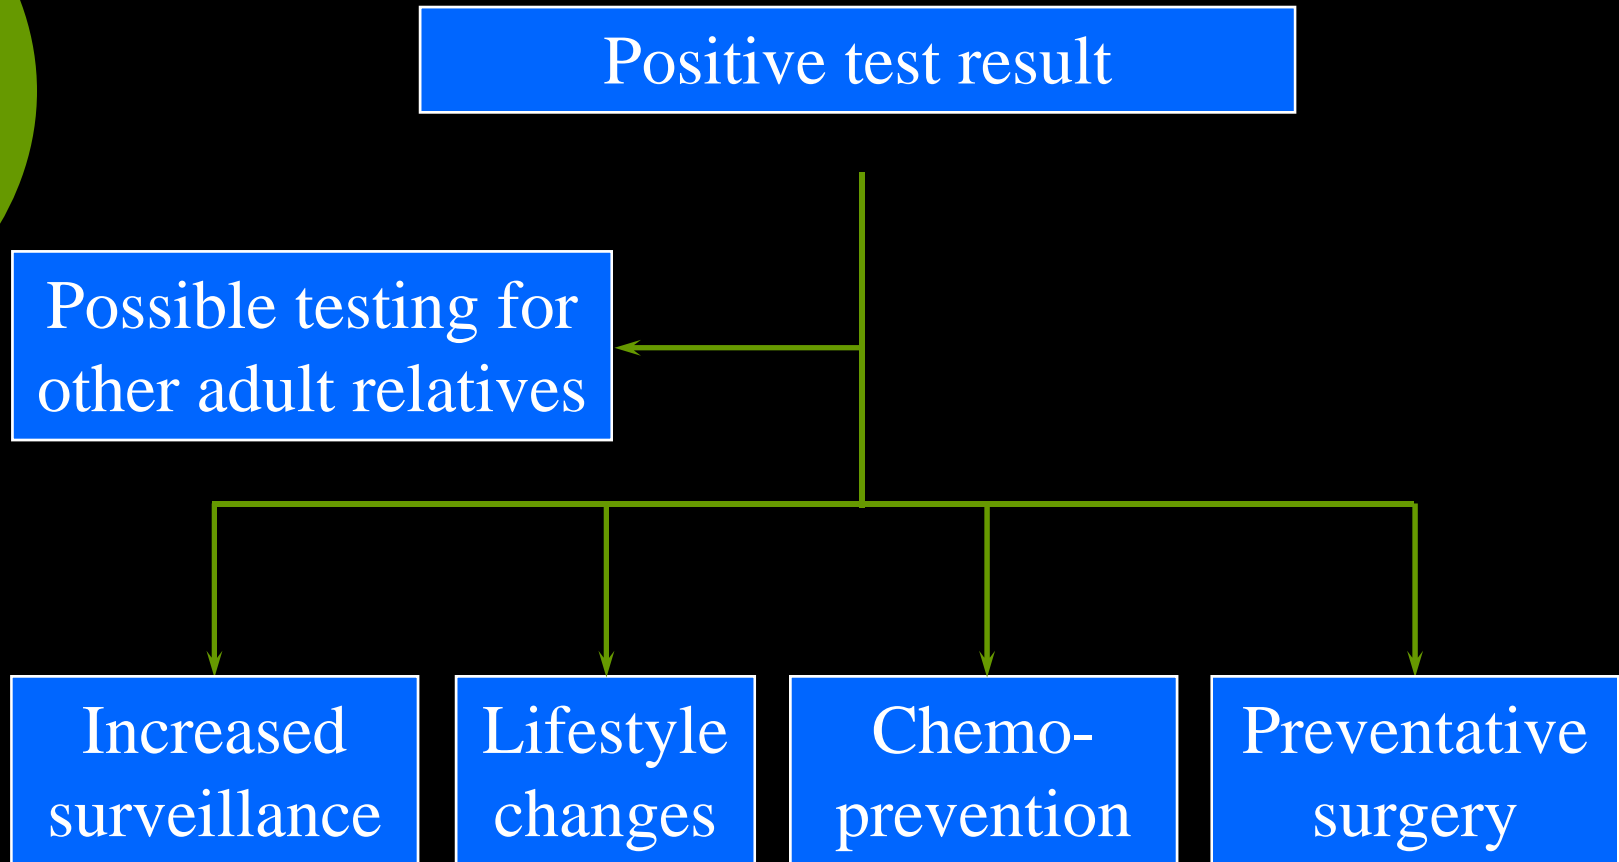 Positive test result
Possible testing for
other adult relatives
Increased
surveillance
Lifestyle
changes
Chemo-
prevention
Preventative
surgery